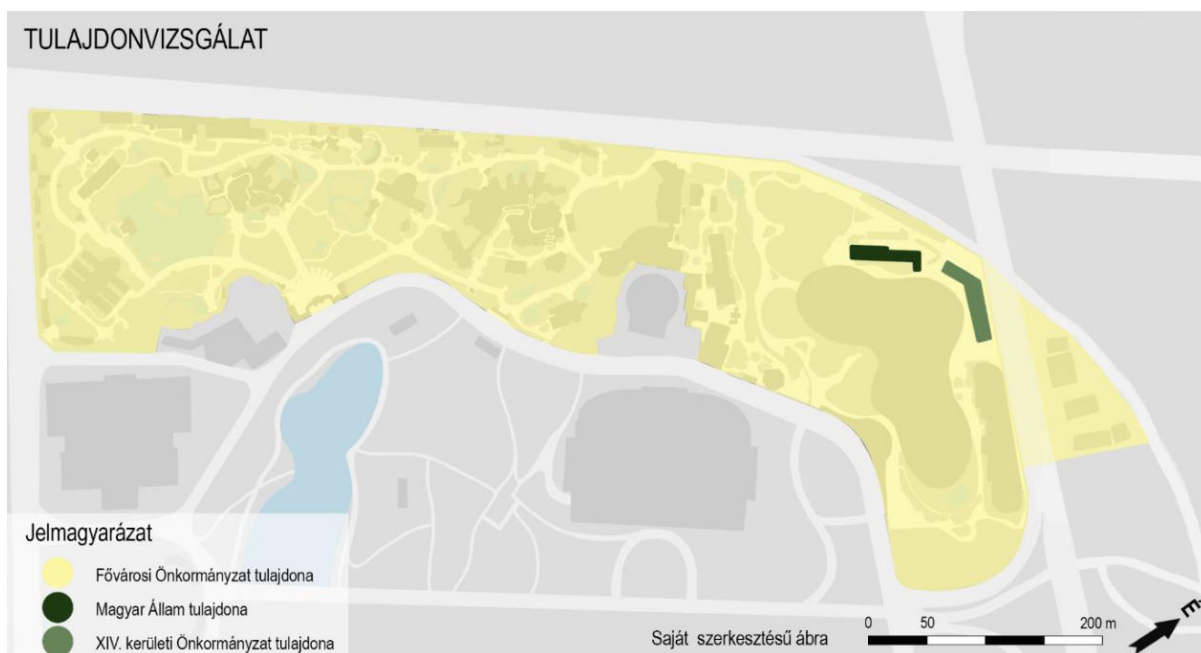 TULAJDONVIZSGÁLAT
Jelmagyarázat
Fővárosi Önkormányzat tulajdona
Magyar Állam tulajdona
XIV. kerületi Önkormányzat tulajdona
Saját szerkesztésű ábra
0 50 200 m
É